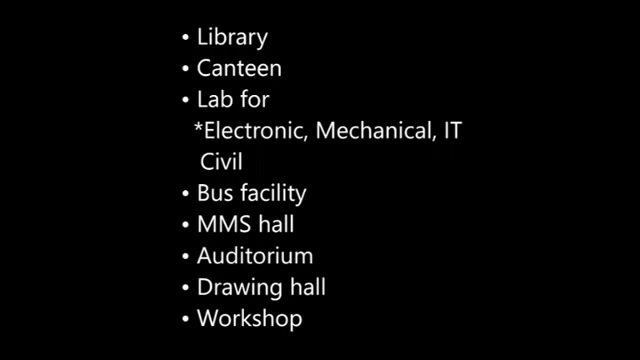 • Library
• Canteen
• Lab for
*Electronic, Mechanical, IT
Civil
• Bus facility
• MMS hall
• Auditorium
• Drawing hall
• Workshop